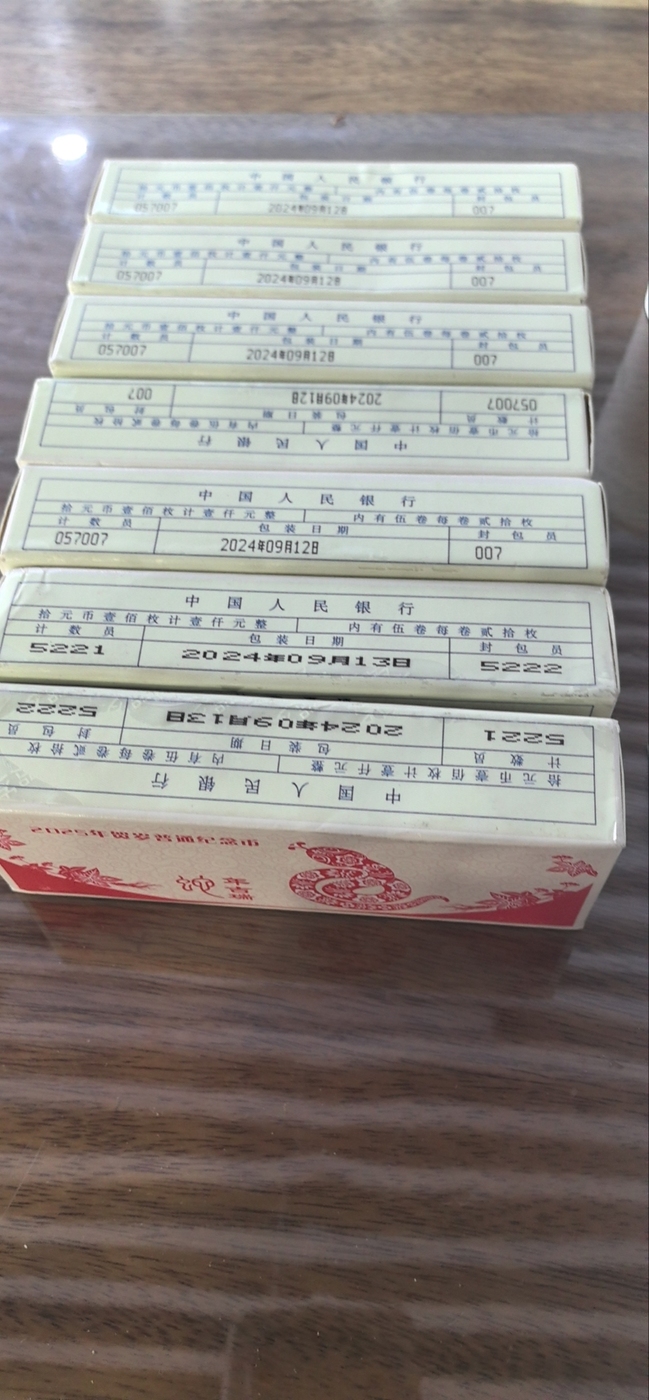 中国人民银行
拾元币壹佰枚计壹仟元整 内有伍卷每卷贰拾枚
计数员 包装日期 封包员
057007 2024年09月12日 007
中国人民银行
拾元币壹佰枚计壹仟元整 内有伍卷每卷贰拾枚
计数员 包装日期 封包员
057007 2024年09月12日 007
中国人民银行
拾元币壹佰枚计壹仟元整 内有伍卷每卷贰拾枚
计数员 包装日期 封包员
057007 2024年09月12日 007
中国人民银行
拾元币壹佰枚计壹仟元整 内有伍卷每卷贰拾枚
计数员 包装日期 封包员
057007 2024年09月12日 007
中国人民银行
拾元币壹佰枚计壹仟元整 内有伍卷每卷贰拾枚
计数员 包装日期 封包员
057007 2024年09月12日 007
中国人民银行
拾元币壹佰枚计壹仟元整 内有伍卷每卷贰拾枚
计数员 包装日期 封包员
5221 2024年09月13日 5222
中国人民银行
拾元币壹佰枚计壹仟元整 内有伍卷每卷贰拾枚
计数员 包装日期 封包员
5221 2024年09月13日 5222
2025年贺岁普通纪念币